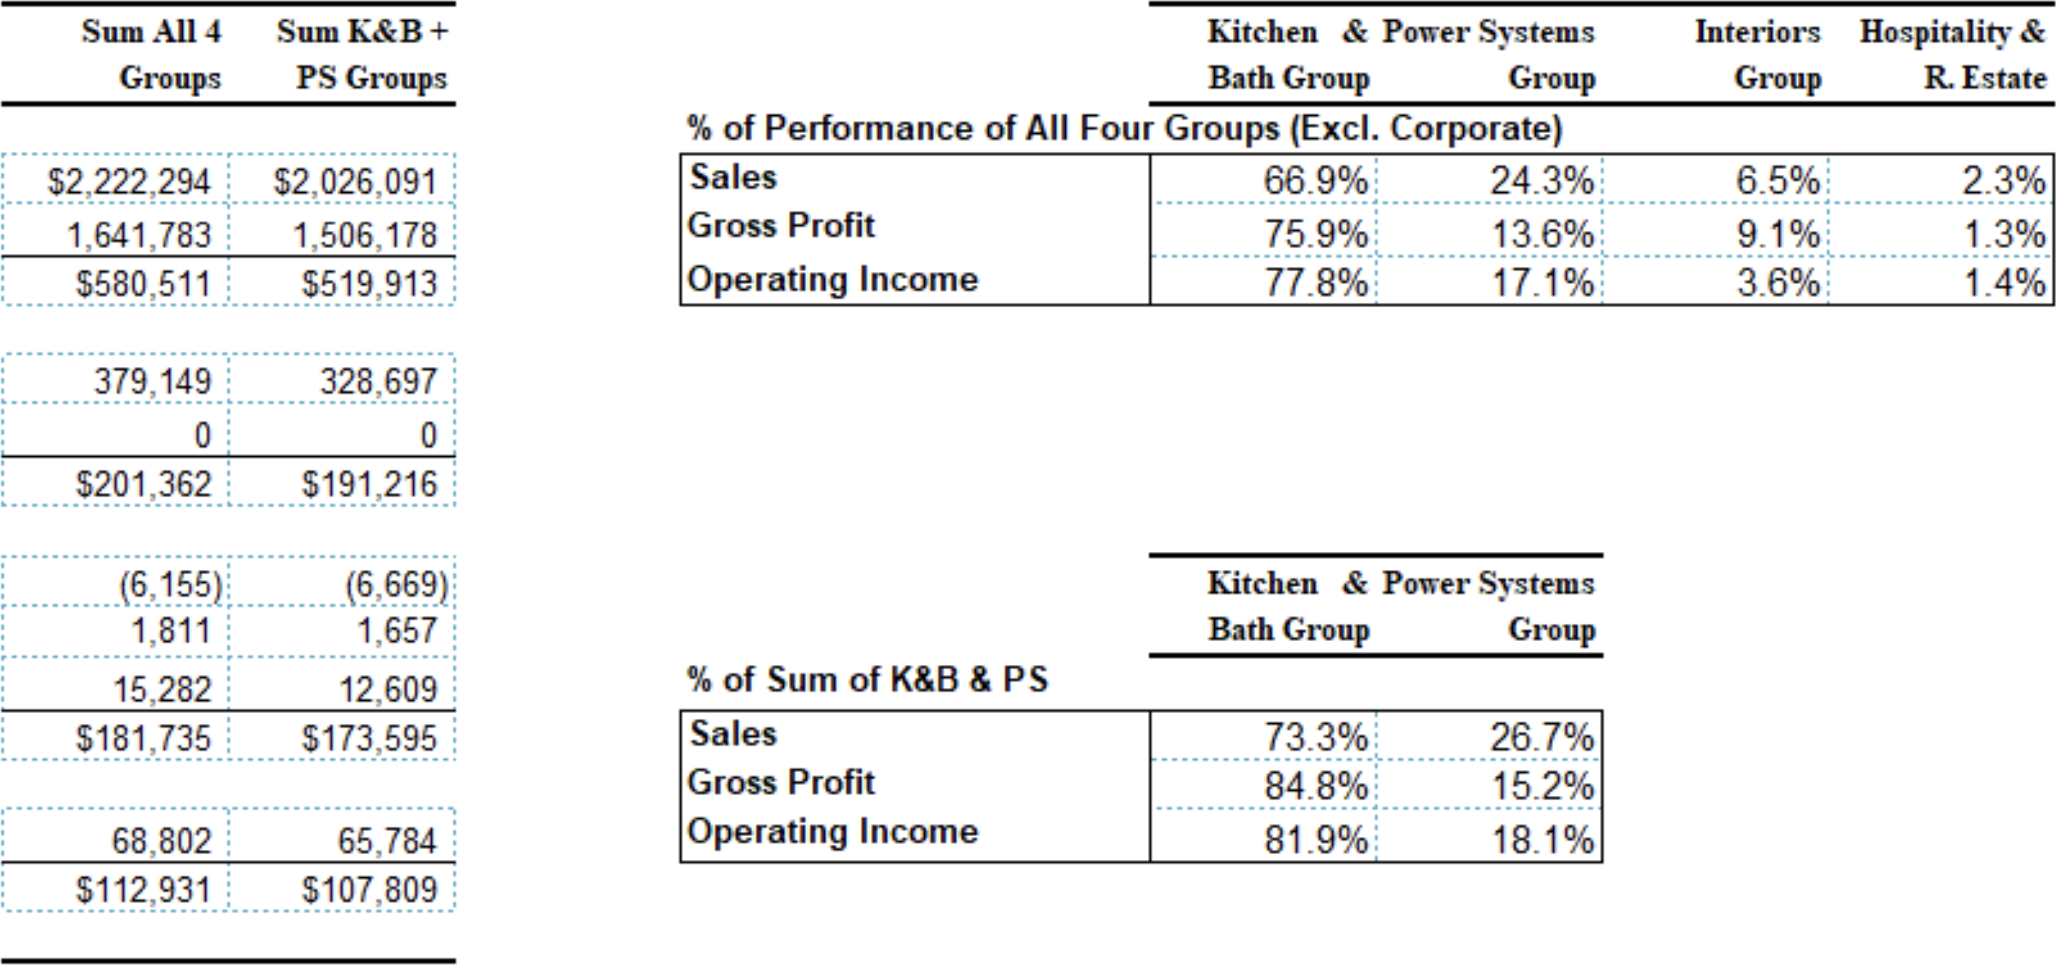 Sum All 4 Sum K&B +
Groups PS Groups
$2,222,294 $2,026,091
1,641,783 1,506,178
$580,511 $519,913
379,149 328,697
0 0
$201,362 $191,216
(6,155) (6,669)
1,811 1,657
15,282 12,609
$181,735 $173,595
68,802 65,784
$112,931 $107,809
Kitchen & Power Systems Interiors Hospitality &
Bath Group Group Group R. Estate
% of Performance of All Four Groups (Excl. Corporate)
Sales 66.9% 24.3% 6.5% 2.3%
Gross Profit 75.9% 13.6% 9.1% 1.3%
Operating Income 77.8% 17.1% 3.6% 1.4%
Kitchen & Power Systems
Bath Group Group
% of Sum of K&B & PS
Sales 73.3% 26.7%
Gross Profit 84.8% 15.2%
Operating Income 81.9% 18.1%